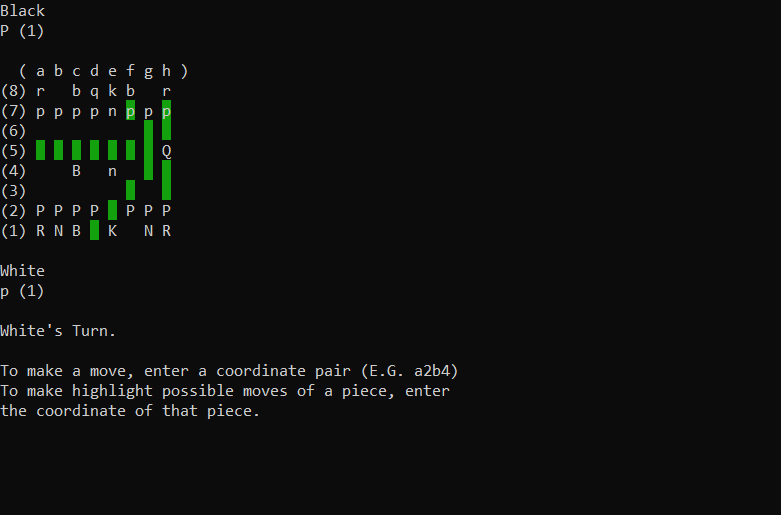 Black
P (1)
( a b c d e f g h )
(8) r   b q k b   r
(7) p p p p n p p p
(6)
(5)               Q
(4)     B   n
(3)
(2) P P P P   P P P
(1) R N B   K   N R
White
p (1)
White's Turn.
To make a move, enter a coordinate pair (E.G. a2b4)
To make highlight possible moves of a piece, enter
the coordinate of that piece.